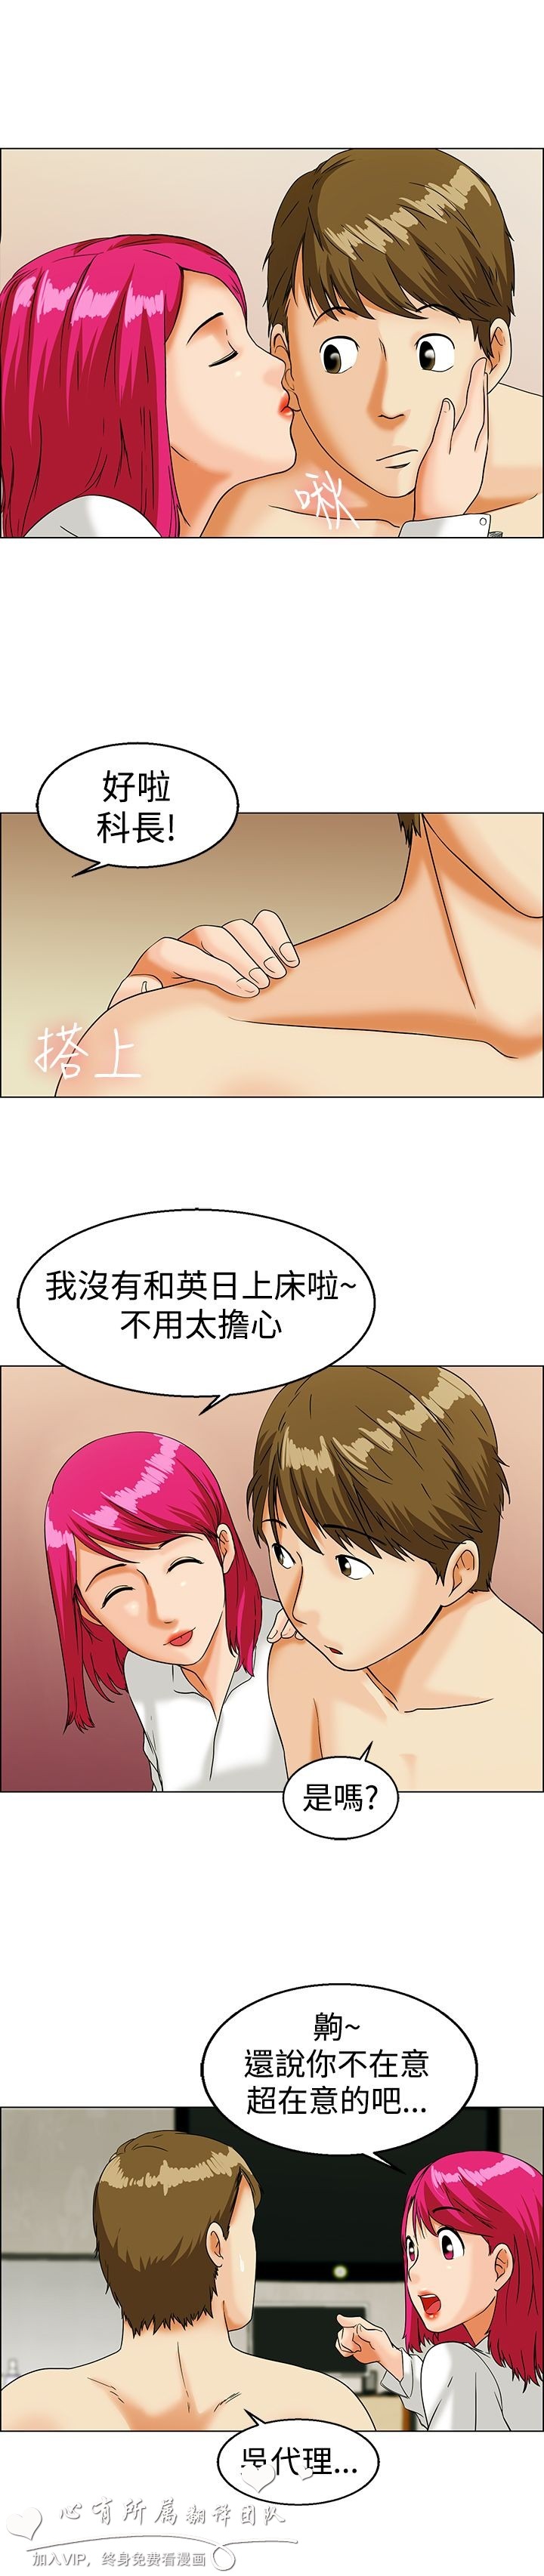 啾
好啦
科長!
搭上
我沒有和英日上床啦~
不用太擔心
是嗎?
齁~
還說你不在意
超在意的吧...
吳代理...
心有所属翻译团队
加入VIP，终身免费看漫画